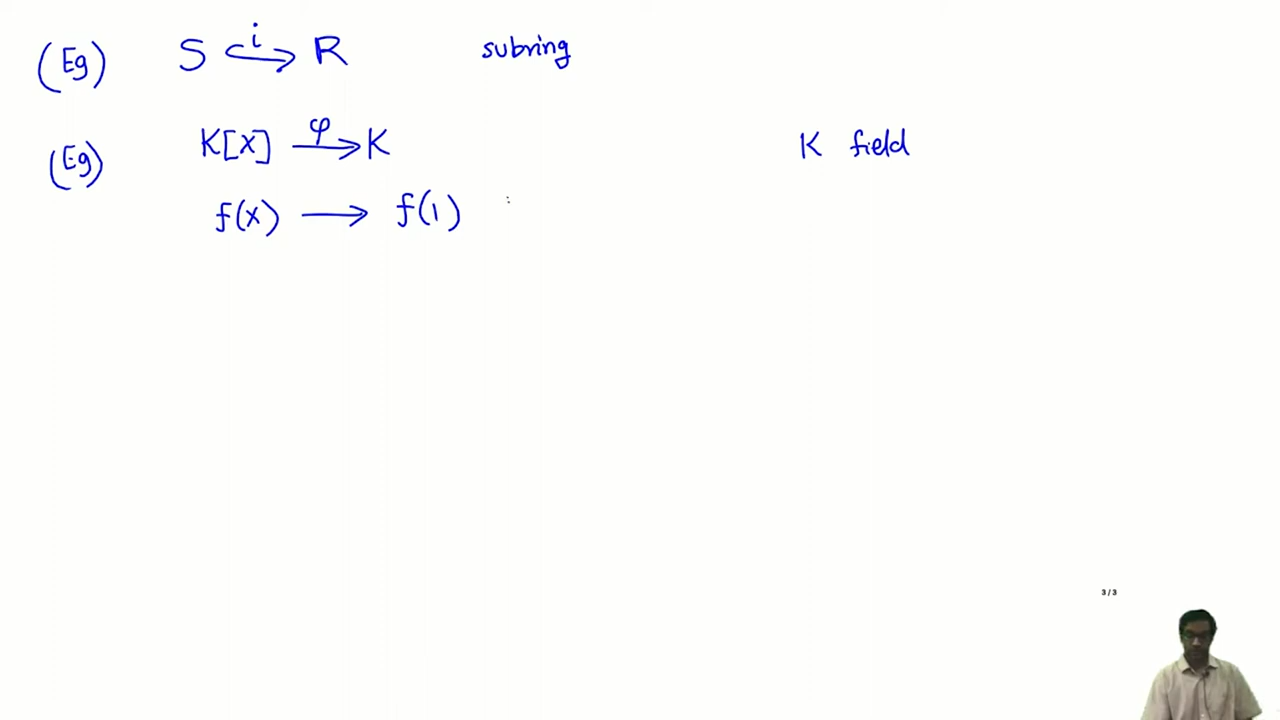 (Eg) S ↪ⁱ R subring
(Eg) K[X] —φ→ K K field
f(x) ⟶ f(1)
3 / 3